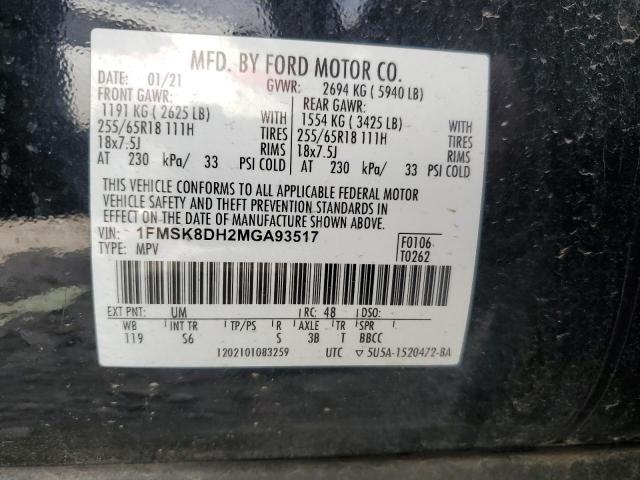 MFD. BY FORD MOTOR CO.
DATE: 01/21 GVWR: 2694 KG ( 5940 LB)
FRONT GAWR: REAR GAWR:
1191 KG ( 2625 LB) WITH 1554 KG ( 3425 LB) WITH
255/65R18 111H TIRES 255/65R18 111H TIRES
18x7.5J RIMS 18x7.5J RIMS
AT 230 kPa/ 33 PSI COLD AT 230 kPa/ 33 PSI COLD
THIS VEHICLE CONFORMS TO ALL APPLICABLE FEDERAL MOTOR
VEHICLE SAFETY AND THEFT PREVENTION STANDARDS IN
EFFECT ON THE DATE OF MANUFACTURE SHOWN ABOVE.
VIN: 1FMSK8DH2MGA93517 F0106
TYPE: MPV T0262
EXT PNT: UM RC: 48 DSO:
WB INT TR TP/PS R AXLE TR SPR
119 S6 S 3B T BBCC
1202101083259 UTC ▽ 5U5A-1520472-BA